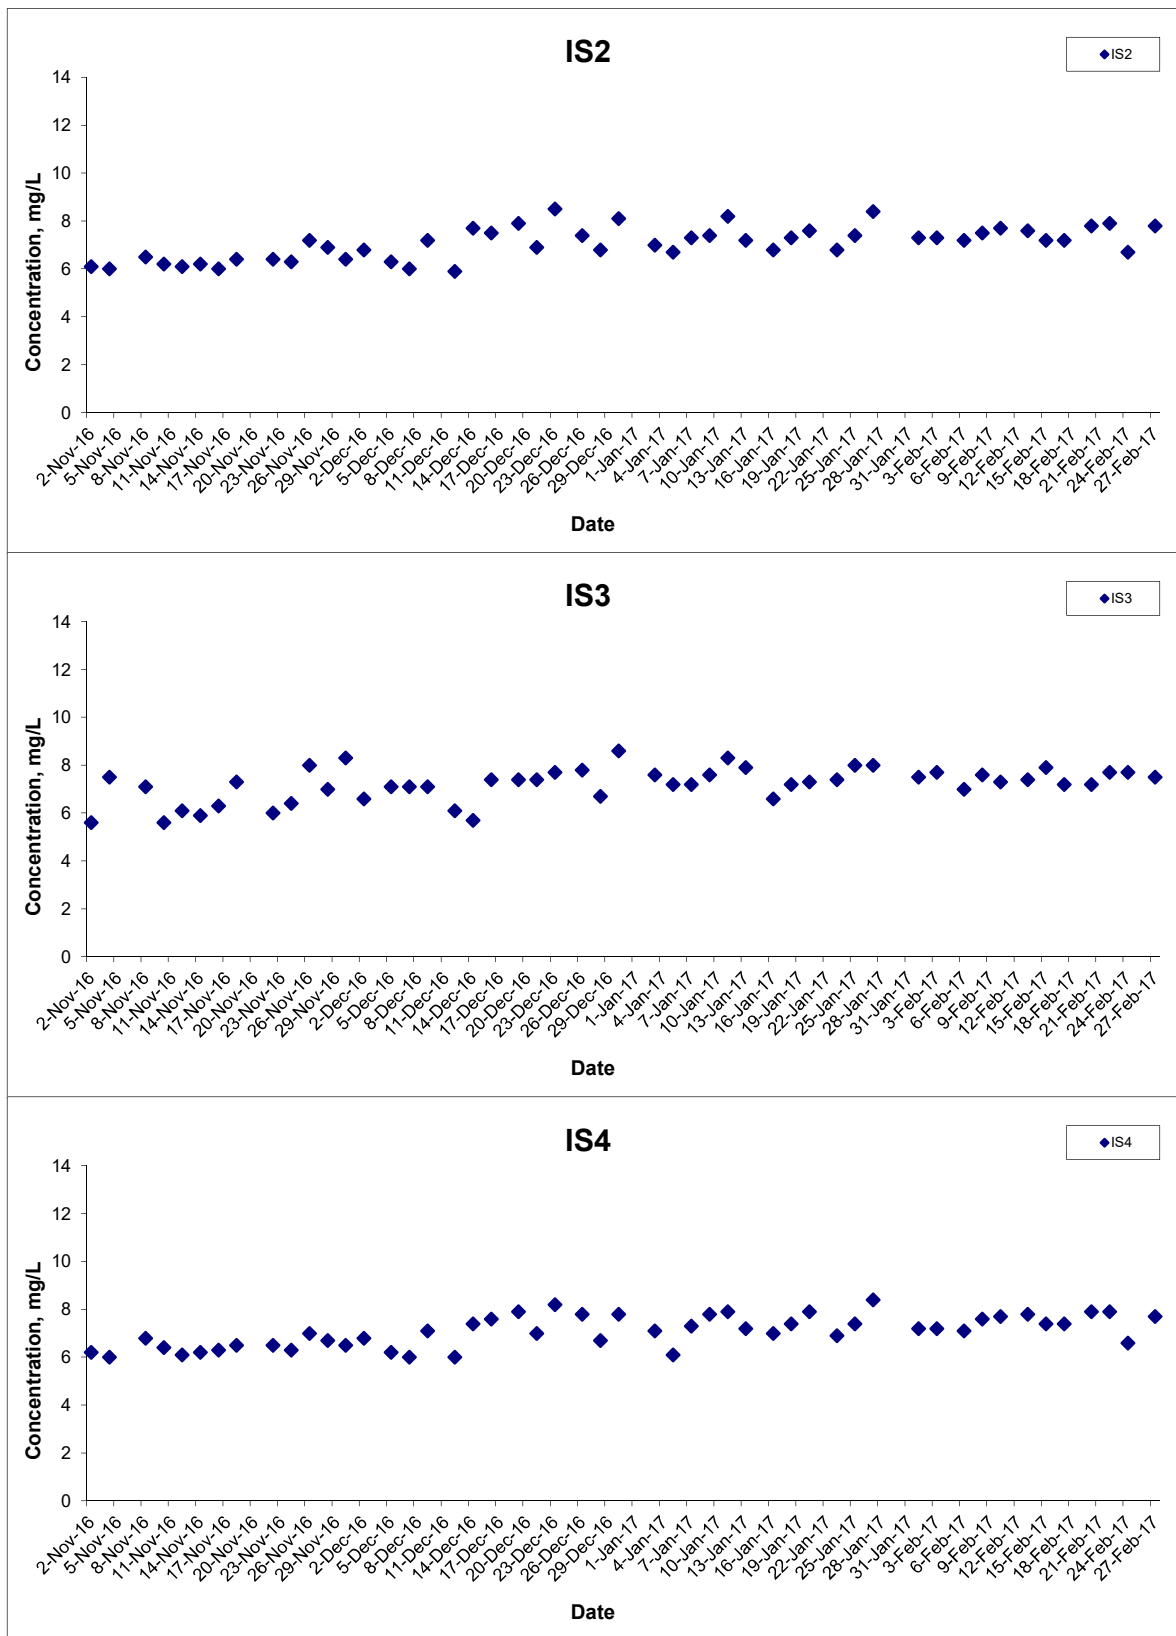 IS2
IS2
Concentration, mg/L
14
12
10
8
6
4
2
0
2-Nov-16 5-Nov-16 8-Nov-16 11-Nov-16 14-Nov-16 17-Nov-16 20-Nov-16 23-Nov-16 26-Nov-16 29-Nov-16 2-Dec-16 5-Dec-16 8-Dec-16 11-Dec-16 14-Dec-16 17-Dec-16 20-Dec-16 23-Dec-16 26-Dec-16 29-Dec-16 1-Jan-17 4-Jan-17 7-Jan-17 10-Jan-17 13-Jan-17 16-Jan-17 19-Jan-17 22-Jan-17 25-Jan-17 28-Jan-17 31-Jan-17 3-Feb-17 6-Feb-17 9-Feb-17 12-Feb-17 15-Feb-17 18-Feb-17 21-Feb-17 24-Feb-17 27-Feb-17
Date
IS3
IS3
Concentration, mg/L
14
12
10
8
6
4
2
0
2-Nov-16 5-Nov-16 8-Nov-16 11-Nov-16 14-Nov-16 17-Nov-16 20-Nov-16 23-Nov-16 26-Nov-16 29-Nov-16 2-Dec-16 5-Dec-16 8-Dec-16 11-Dec-16 14-Dec-16 17-Dec-16 20-Dec-16 23-Dec-16 26-Dec-16 29-Dec-16 1-Jan-17 4-Jan-17 7-Jan-17 10-Jan-17 13-Jan-17 16-Jan-17 19-Jan-17 22-Jan-17 25-Jan-17 28-Jan-17 31-Jan-17 3-Feb-17 6-Feb-17 9-Feb-17 12-Feb-17 15-Feb-17 18-Feb-17 21-Feb-17 24-Feb-17 27-Feb-17
Date
IS4
IS4
Concentration, mg/L
14
12
10
8
6
4
2
0
2-Nov-16 5-Nov-16 8-Nov-16 11-Nov-16 14-Nov-16 17-Nov-16 20-Nov-16 23-Nov-16 26-Nov-16 29-Nov-16 2-Dec-16 5-Dec-16 8-Dec-16 11-Dec-16 14-Dec-16 17-Dec-16 20-Dec-16 23-Dec-16 26-Dec-16 29-Dec-16 1-Jan-17 4-Jan-17 7-Jan-17 10-Jan-17 13-Jan-17 16-Jan-17 19-Jan-17 22-Jan-17 25-Jan-17 28-Jan-17 31-Jan-17 3-Feb-17 6-Feb-17 9-Feb-17 12-Feb-17 15-Feb-17 18-Feb-17 21-Feb-17 24-Feb-17 27-Feb-17
Date